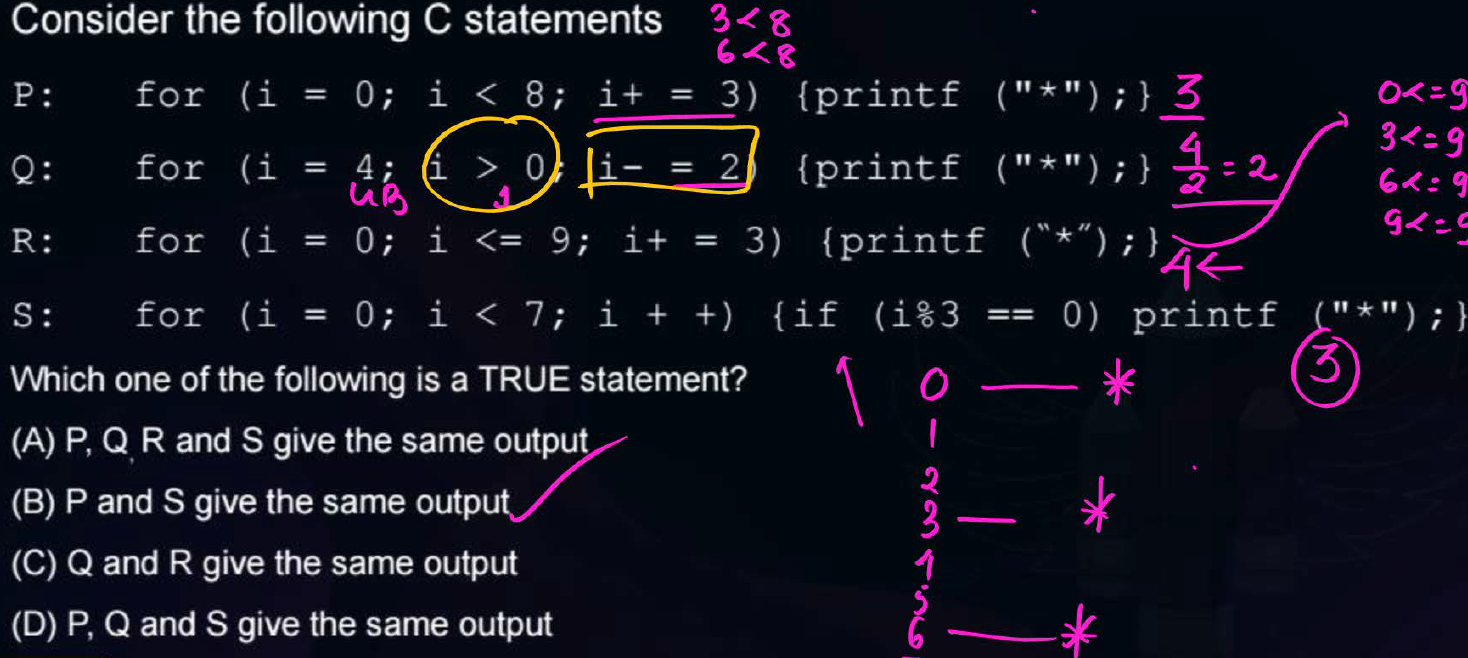 Consider the following C statements 3<8
6<8
P: for (i = 0; i < 8; i+ = 3) {printf ("*");} 3 0<=9
3<=9
Q: for (i = 4; i > 0; i- = 2) {printf ("*");} 4/2 = 2
UB 1
6<=9
9<=9
R: for (i = 0; i <= 9; i+ = 3) {printf ("*");}
4←
S: for (i = 0; i < 7; i + +) {if (i%3 == 0) printf ("*");}
3
Which one of the following is a TRUE statement?
0 — *
(A) P, Q, R and S give the same output
1
2
(B) P and S give the same output
3 — *
(C) Q and R give the same output
4
5
(D) P, Q and S give the same output
6 — *